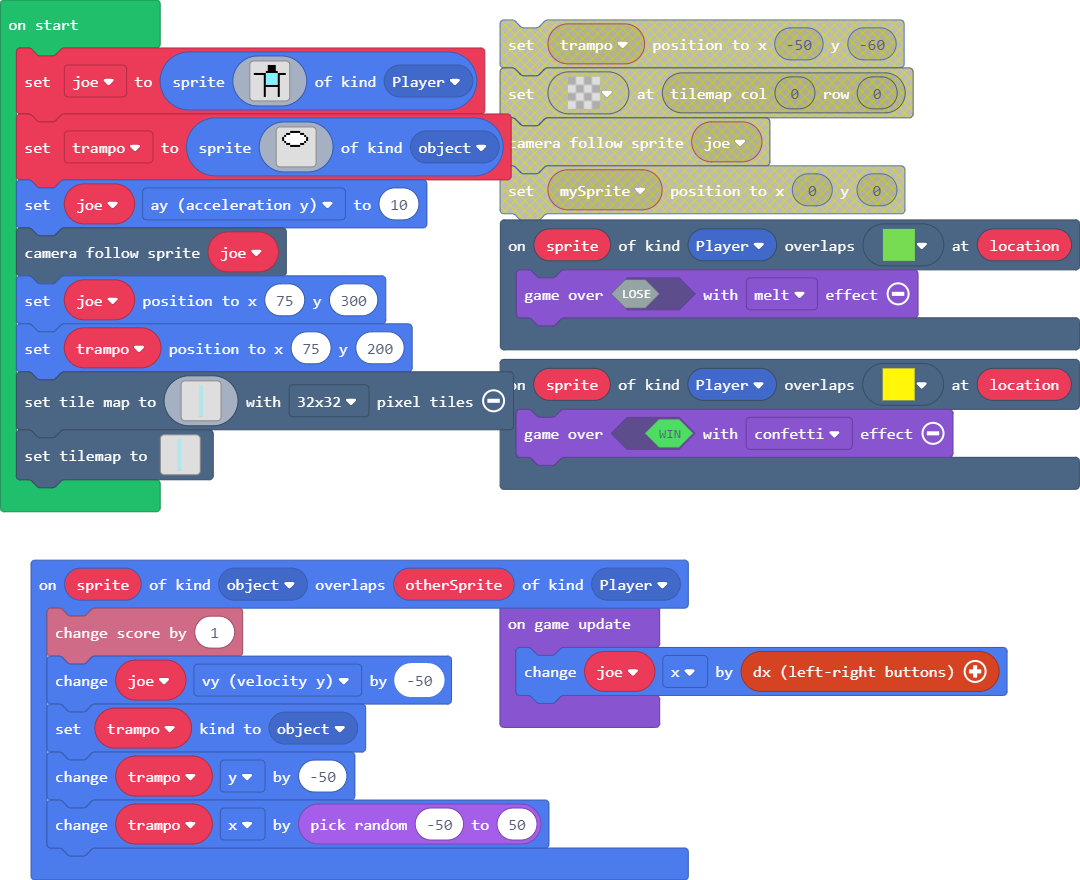 on start
set joe to sprite of kind Player
set trampo to sprite of kind object
set joe ay (acceleration y) to 10
camera follow sprite joe
set joe position to x 75 y 300
set trampo position to x 75 y 200
set tile map to with 32x32 pixel tiles
set tilemap to
set trampo position to x -50 y -60
set at tilemap col 0 row 0
camera follow sprite joe
set mySprite position to x 0 y 0
on sprite of kind Player overlaps at location
game over LOSE with melt effect
on sprite of kind Player overlaps at location
game over WIN with confetti effect
on sprite of kind object overlaps otherSprite of kind Player
change score by 1
change joe vy (velocity y) by -50
set trampo kind to object
change trampo y by -50
change trampo x by pick random -50 to 50
on game update
change joe x by dx (left-right buttons)